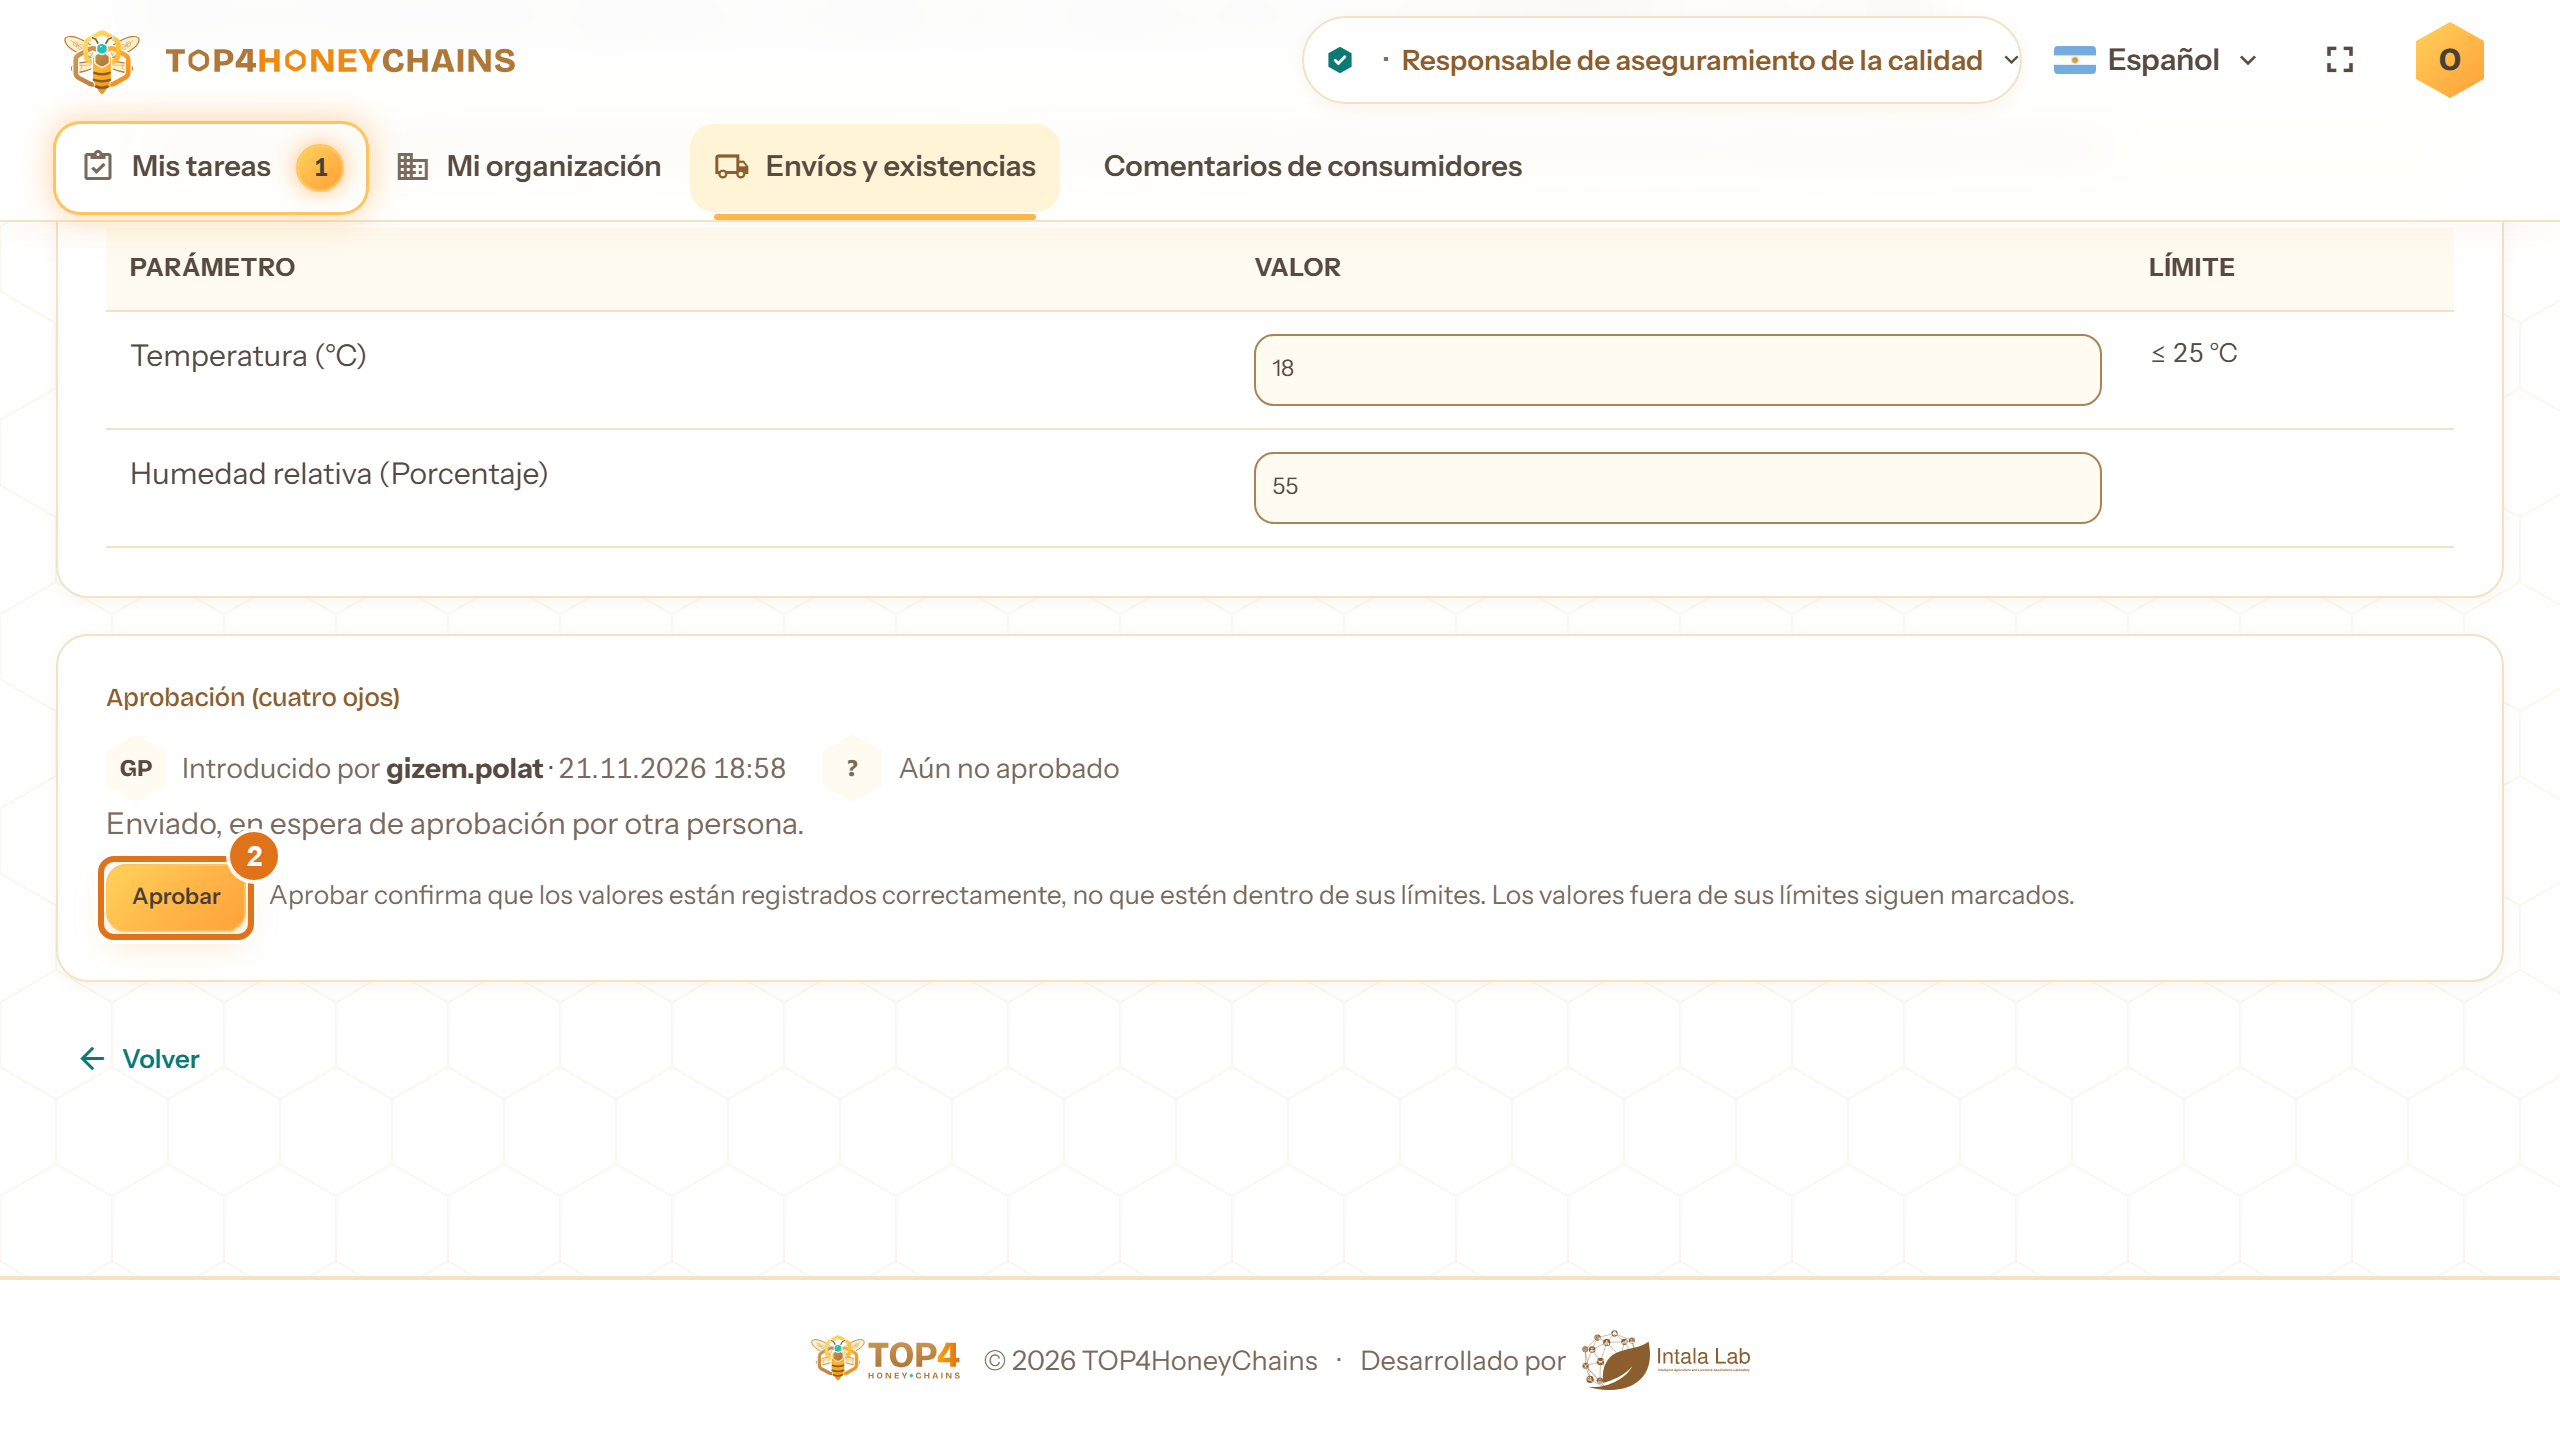 TOP4HONEYCHAINS
· Responsable de aseguramiento de la calidad
Español
O
Mis tareas 1
Mi organización
Envíos y existencias
Comentarios de consumidores
PARÁMETRO VALOR LÍMITE
Temperatura (°C) 18 ≤ 25 °C
Humedad relativa (Porcentaje) 55
Aprobación (cuatro ojos)
GP Introducido por gizem.polat · 21.11.2026 18:58 ? Aún no aprobado
Enviado, en espera de aprobación por otra persona.
2
Aprobar Aprobar confirma que los valores están registrados correctamente, no que estén dentro de sus límites. Los valores fuera de sus límites siguen marcados.
← Volver
TOP4
HONEY•CHAINS
© 2026 TOP4HoneyChains · Desarrollado por
Intala Lab